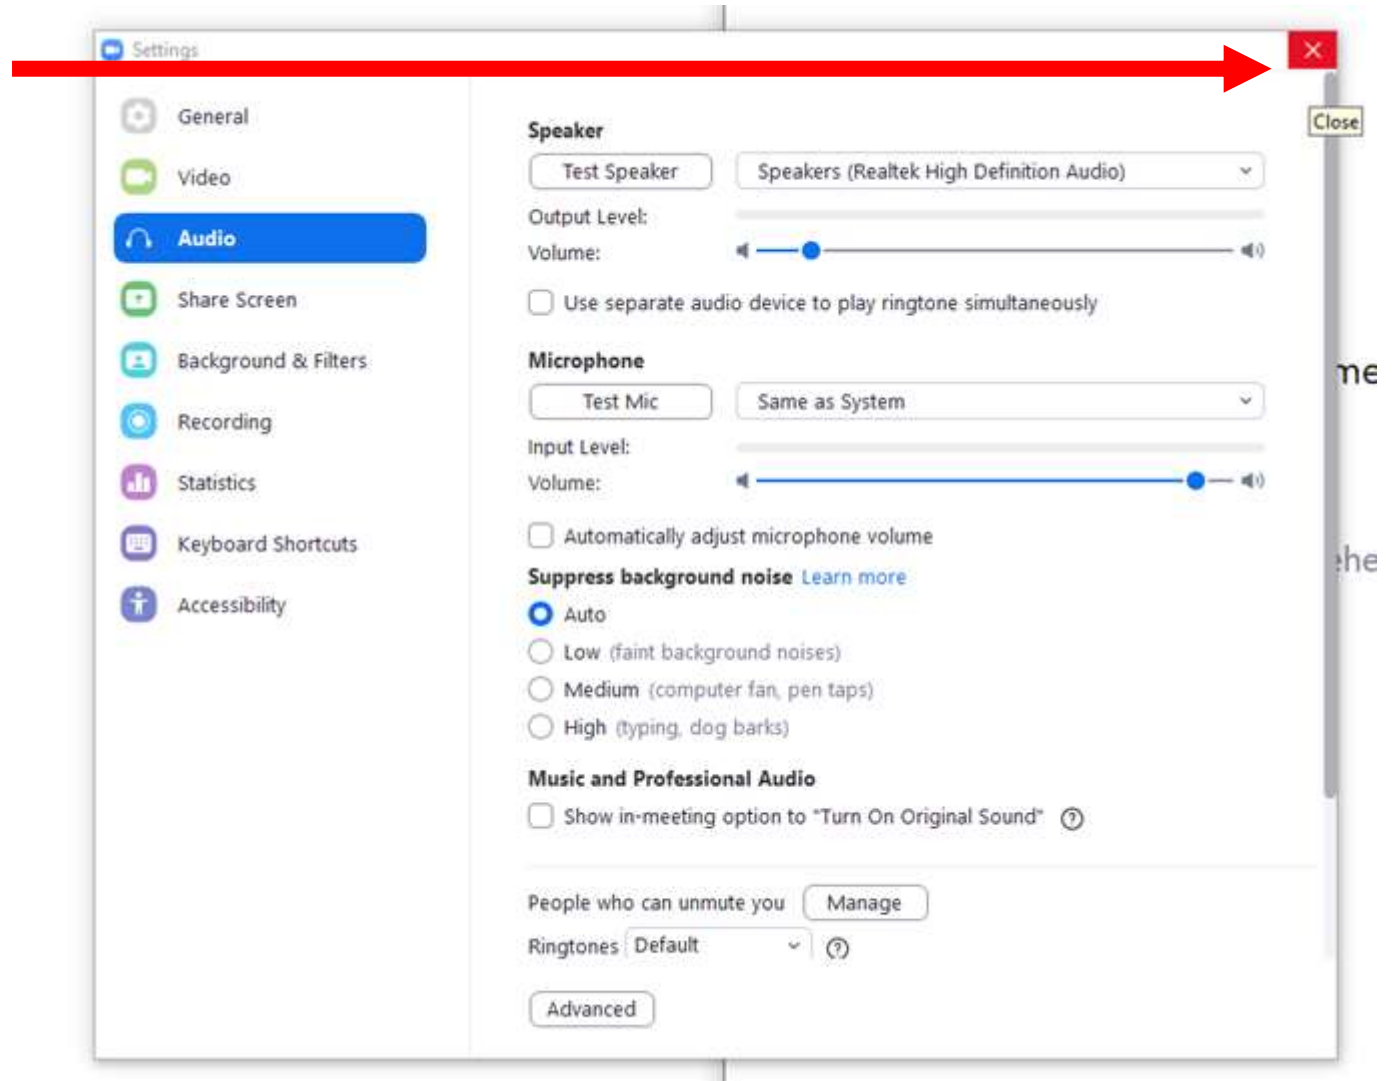 Settings
Close
General
Video
Audio
Share Screen
Background & Filters
Recording
Statistics
Keyboard Shortcuts
Accessibility
Speaker
Test Speaker Speakers (Realtek High Definition Audio)
Output Level:
Volume:
Use separate audio device to play ringtone simultaneously
Microphone
Test Mic Same as System
Input Level:
Volume:
Automatically adjust microphone volume
Suppress background noise Learn more
Auto
Low (faint background noises)
Medium (computer fan, pen taps)
High (typing, dog barks)
Music and Professional Audio
Show in-meeting option to "Turn On Original Sound"
People who can unmute you Manage
Ringtones Default
Advanced